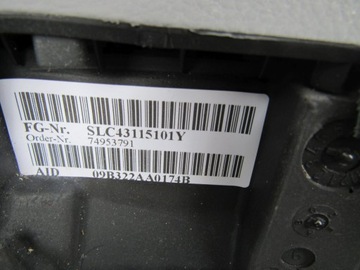 FG-Nr. SLC43115101Y
Order-Nr. 74953791
AID 09B322AA0174B